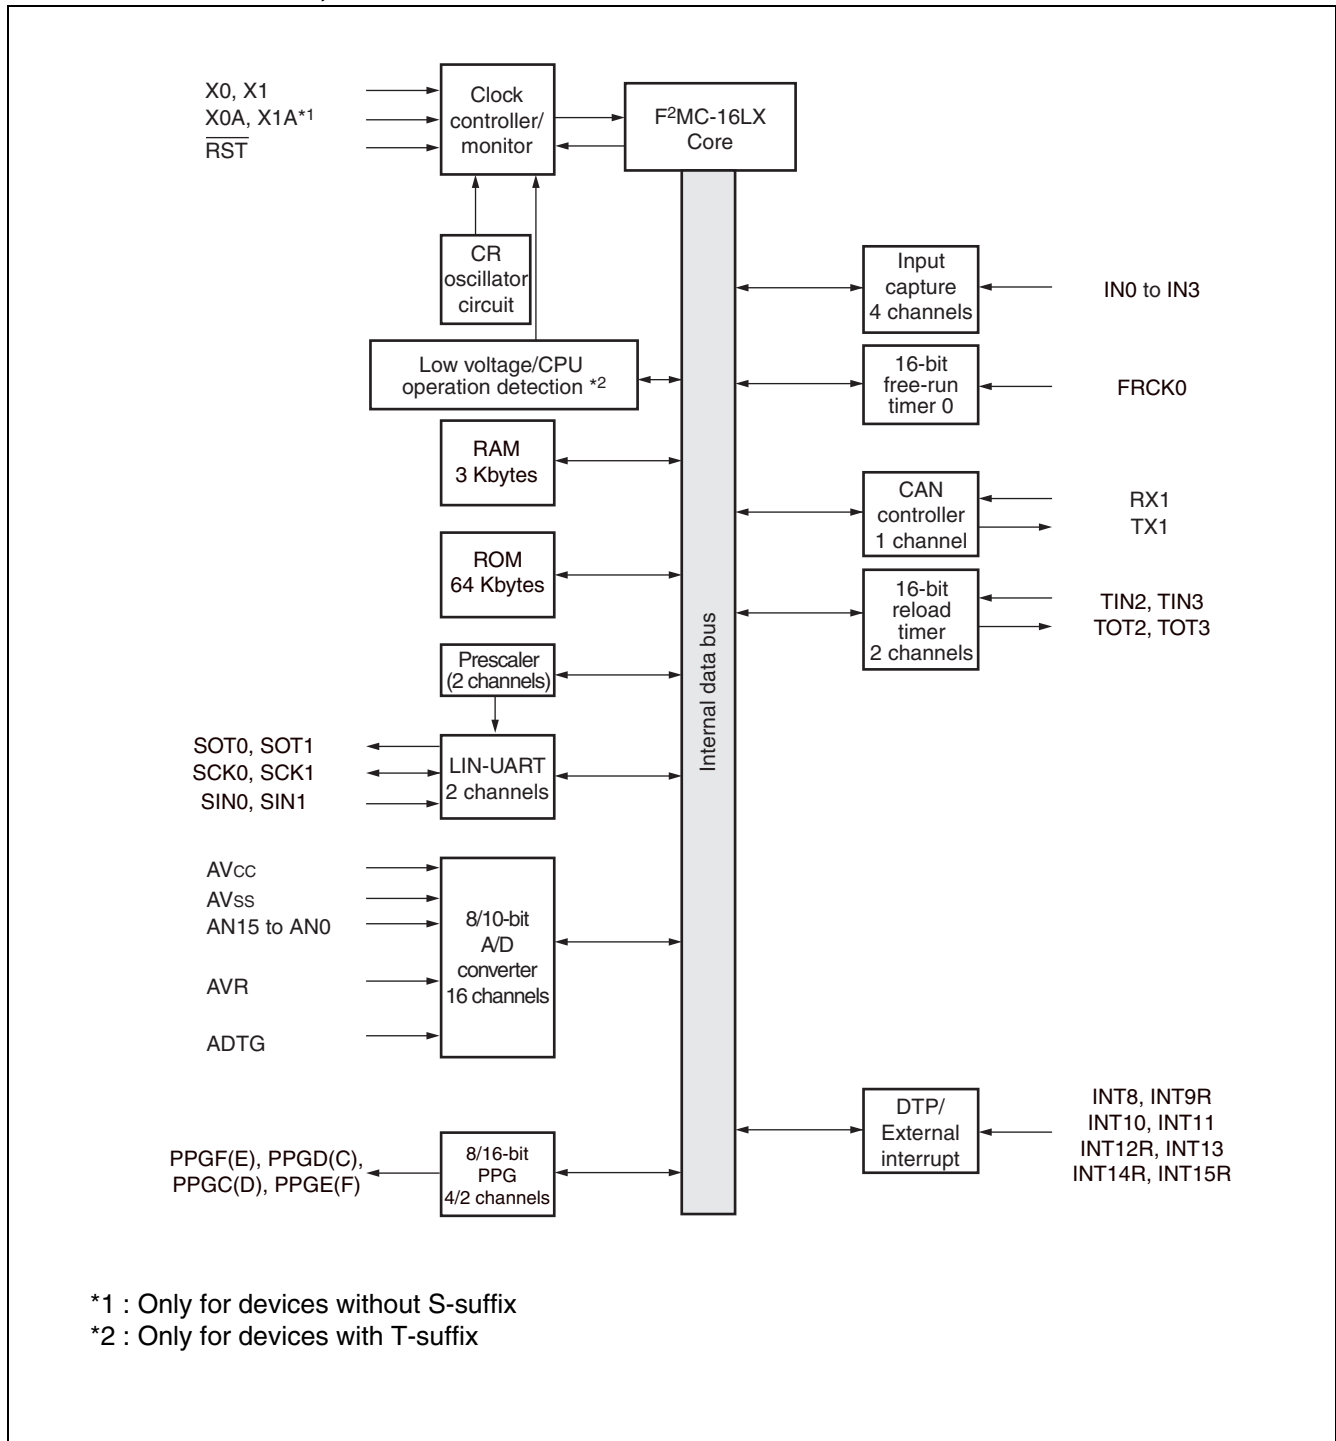 X0, X1
X0A, X1A*1
RST
Clock
controller/
monitor
F2MC-16LX
Core
CR
oscillator
circuit
Low voltage/CPU
operation detection *2
RAM
3 Kbytes
ROM
64 Kbytes
Prescaler
(2 channels)
SOT0, SOT1
SCK0, SCK1
SIN0, SIN1
LIN-UART
2 channels
AVCC
AVSS
AN15 to AN0
AVR
ADTG
8/10-bit
A/D
converter
16 channels
PPGF(E), PPGD(C),
PPGC(D), PPGE(F)
8/16-bit
PPG
4/2 channels
Internal data bus
Input
capture
4 channels
IN0 to IN3
16-bit
free-run
timer 0
FRCK0
CAN
controller
1 channel
RX1
TX1
16-bit
reload
timer
2 channels
TIN2, TIN3
TOT2, TOT3
DTP/
External
interrupt
INT8, INT9R
INT10, INT11
INT12R, INT13
INT14R, INT15R
*1 : Only for devices without S-suffix
*2 : Only for devices with T-suffix